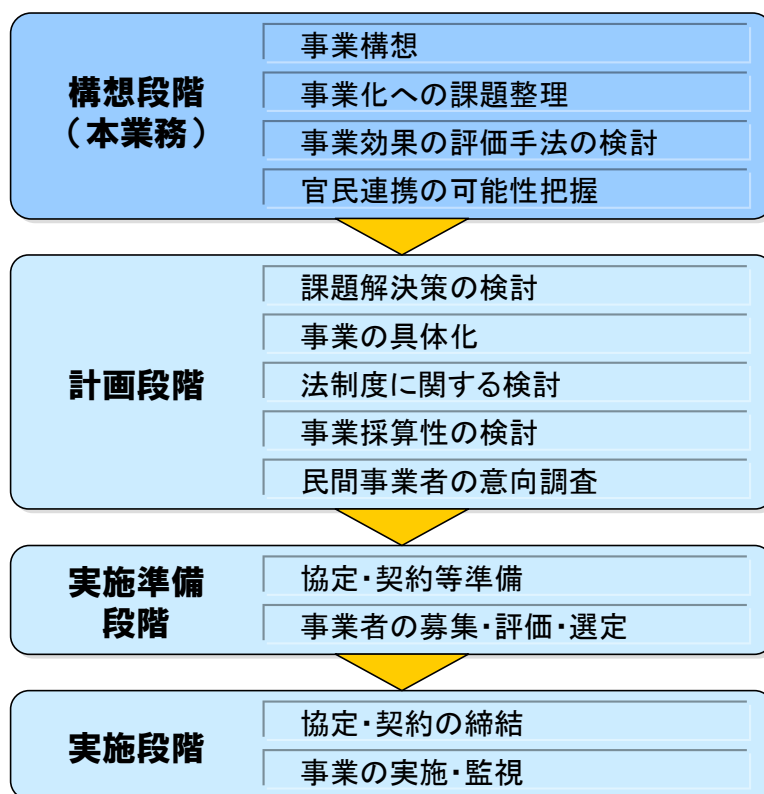 構想段階
（本業務）
事業構想
事業化への課題整理
事業効果の評価手法の検討
官民連携の可能性把握
計画段階
課題解決策の検討
事業の具体化
法制度に関する検討
事業採算性の検討
民間事業者の意向調査
実施準備
段階
協定・契約等準備
事業者の募集・評価・選定
実施段階
協定・契約の締結
事業の実施・監視